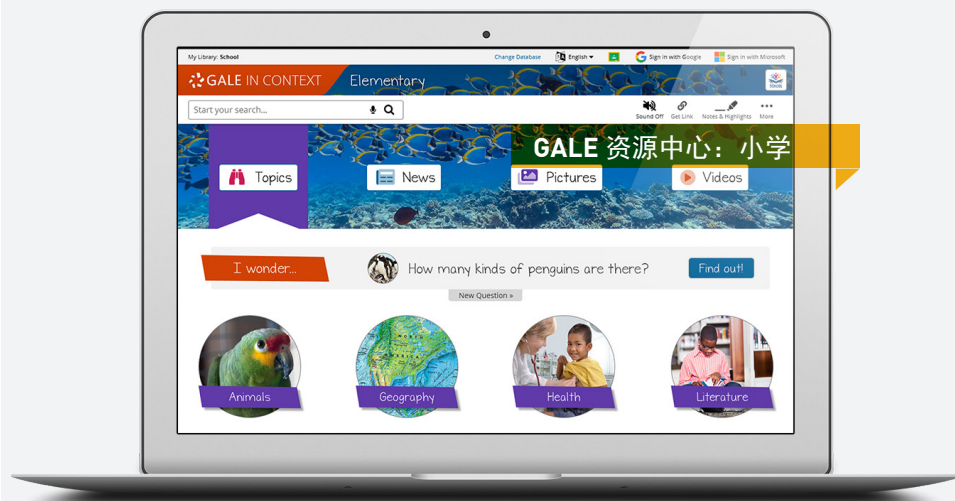 My Library: School
Change Database
English
Sign in with Google
Sign in with Microsoft
GALE IN CONTEXT
Elementary
Start your search...
Sound Off
Get Link
Notes & Highlights
More
GALE 资源中心：小学
Topics
News
Pictures
Videos
I wonder...
How many kinds of penguins are there?
Find out!
New Question »
Animals
Geography
Health
Literature